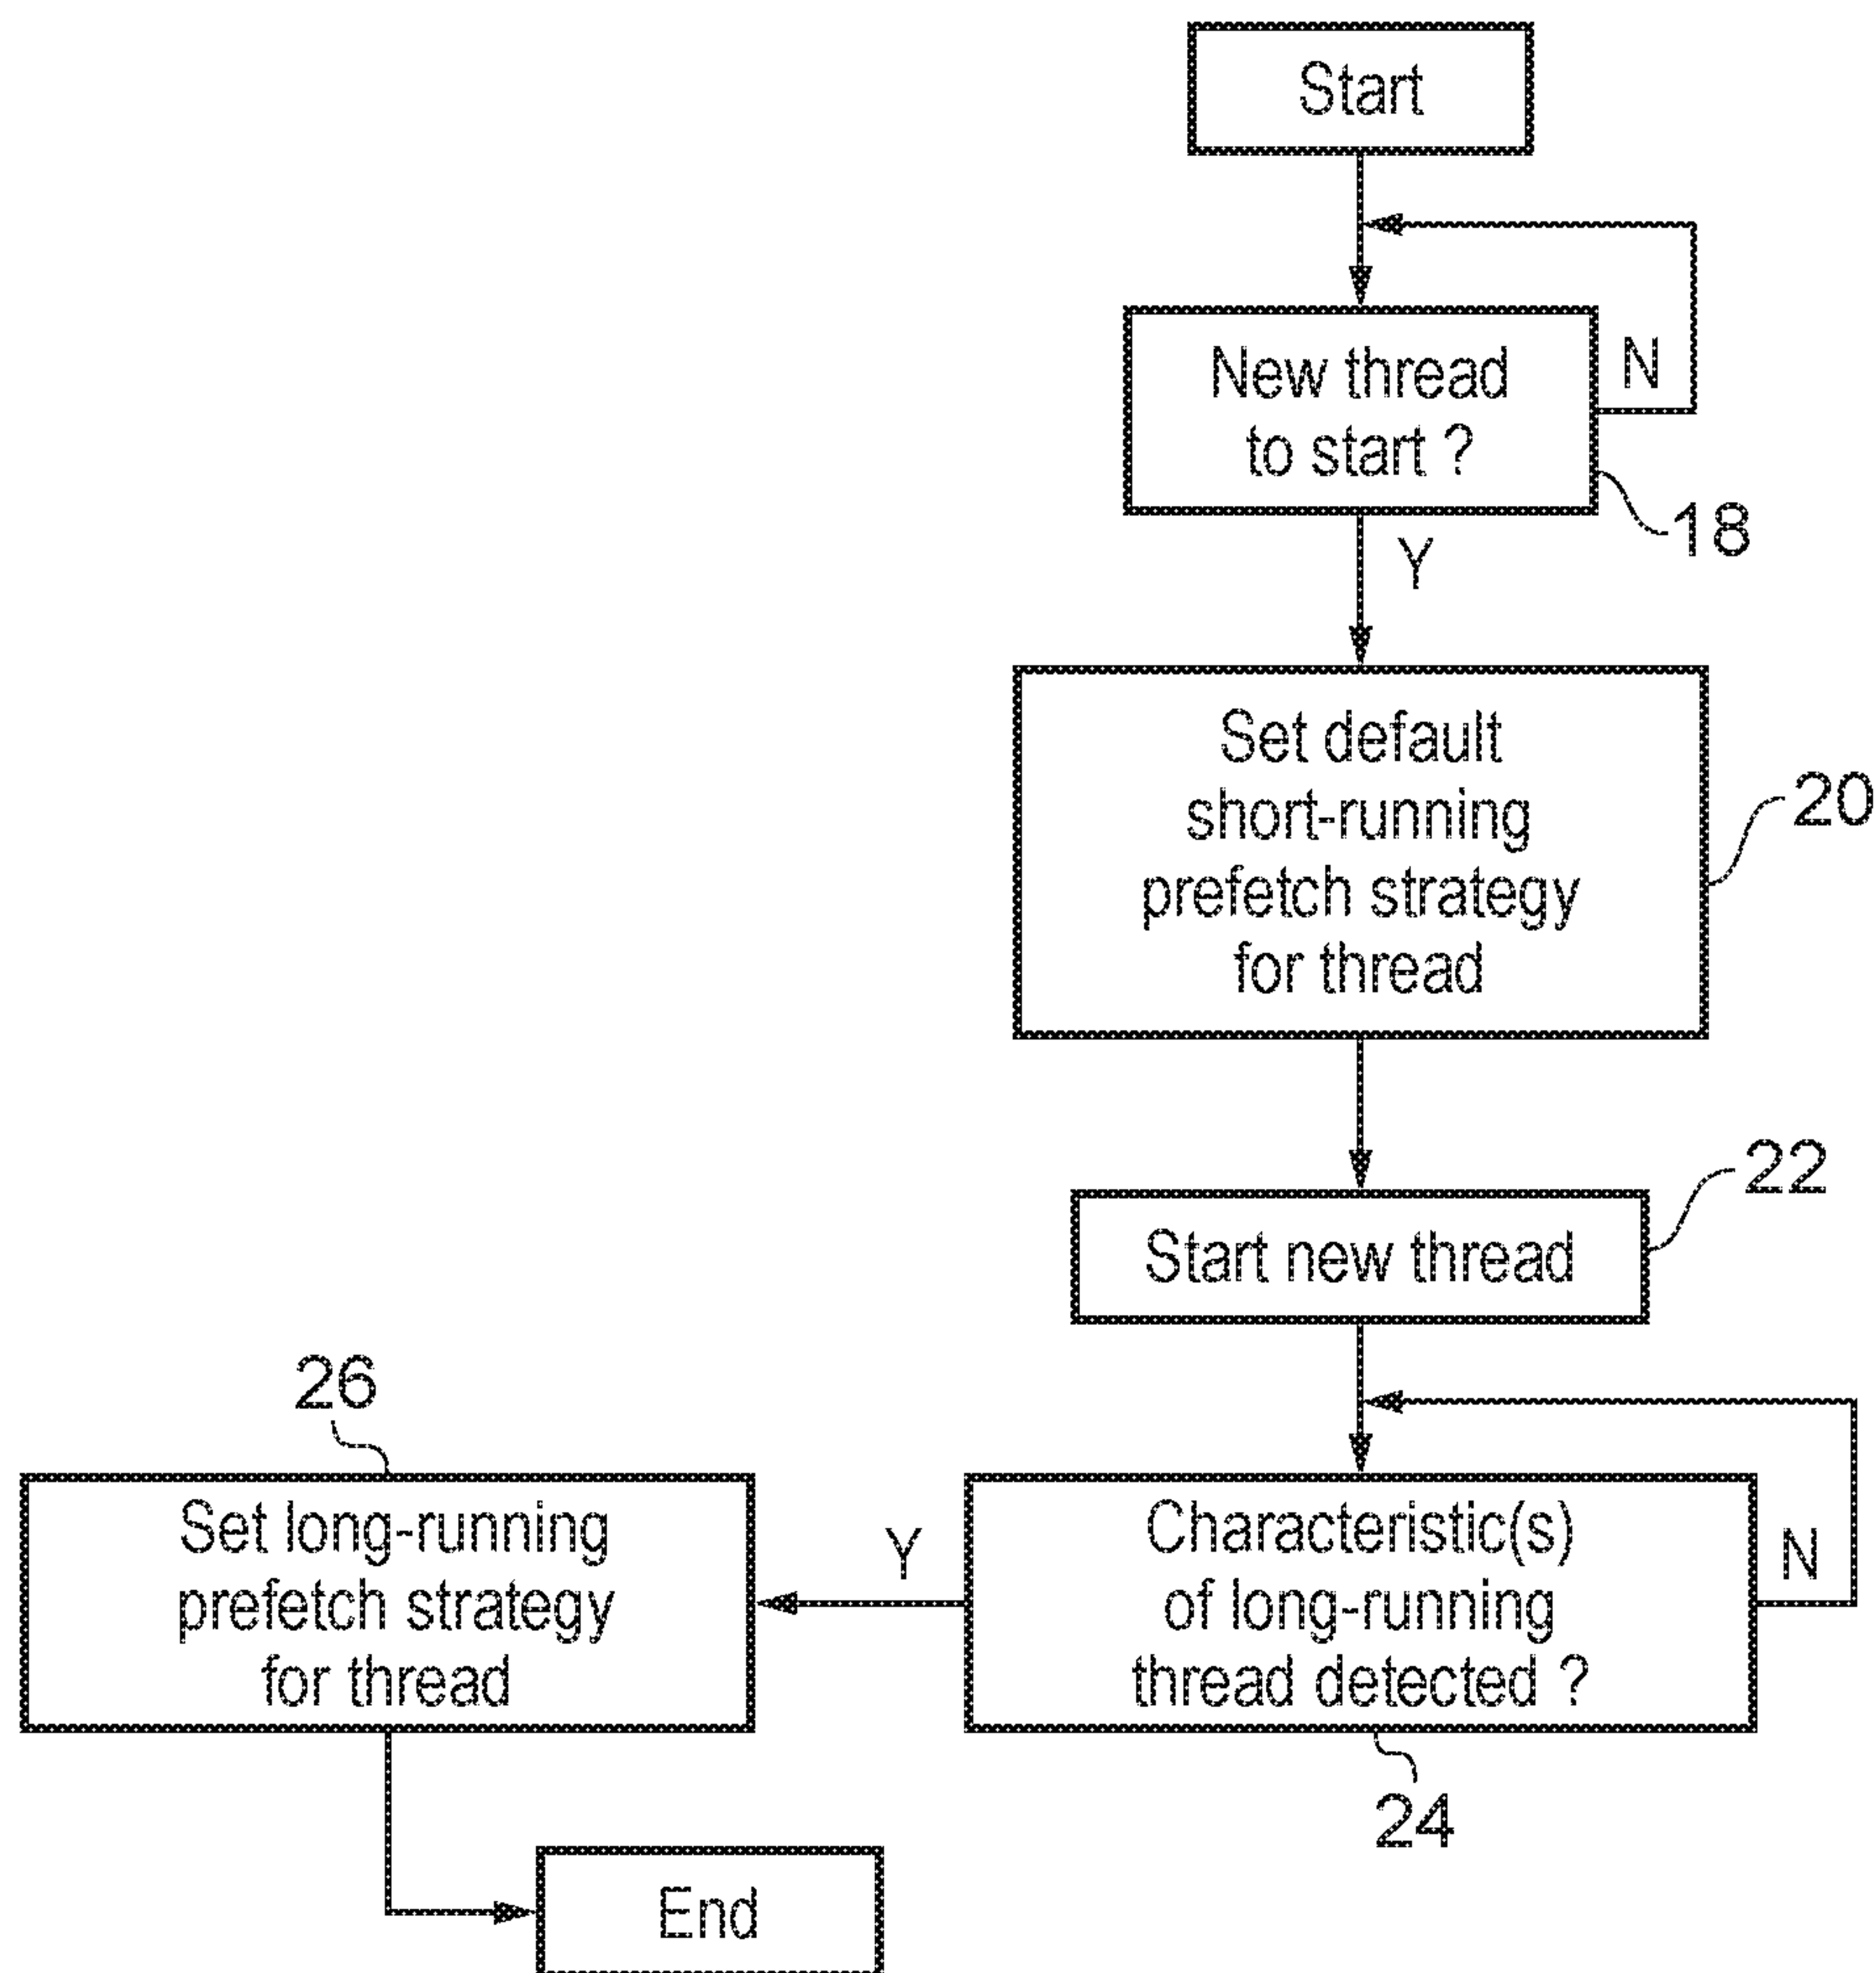 Start
New thread
to start ?
N
18
Y
Set default
short-running
prefetch strategy
for thread
20
Start new thread
22
Characteristic(s)
of long-running
thread detected ?
N
24
Y
26
Set long-running
prefetch strategy
for thread
End